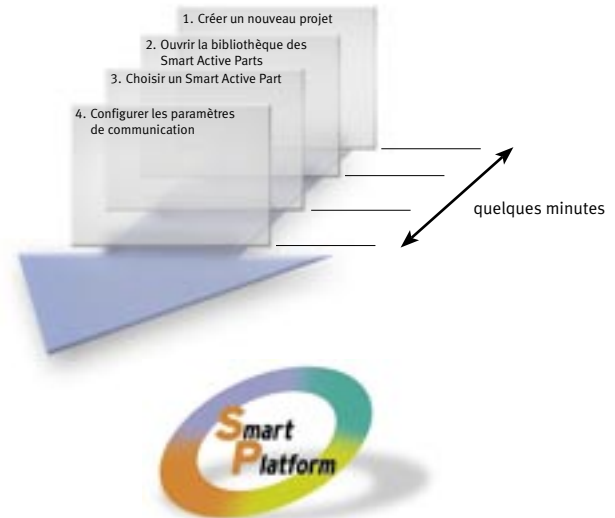 1. Créer un nouveau projet
2. Ouvrir la bibliothèque des
Smart Active Parts
3. Choisir un Smart Active Part
4. Configurer les paramètres
de communication
quelques minutes
Smart
Platform